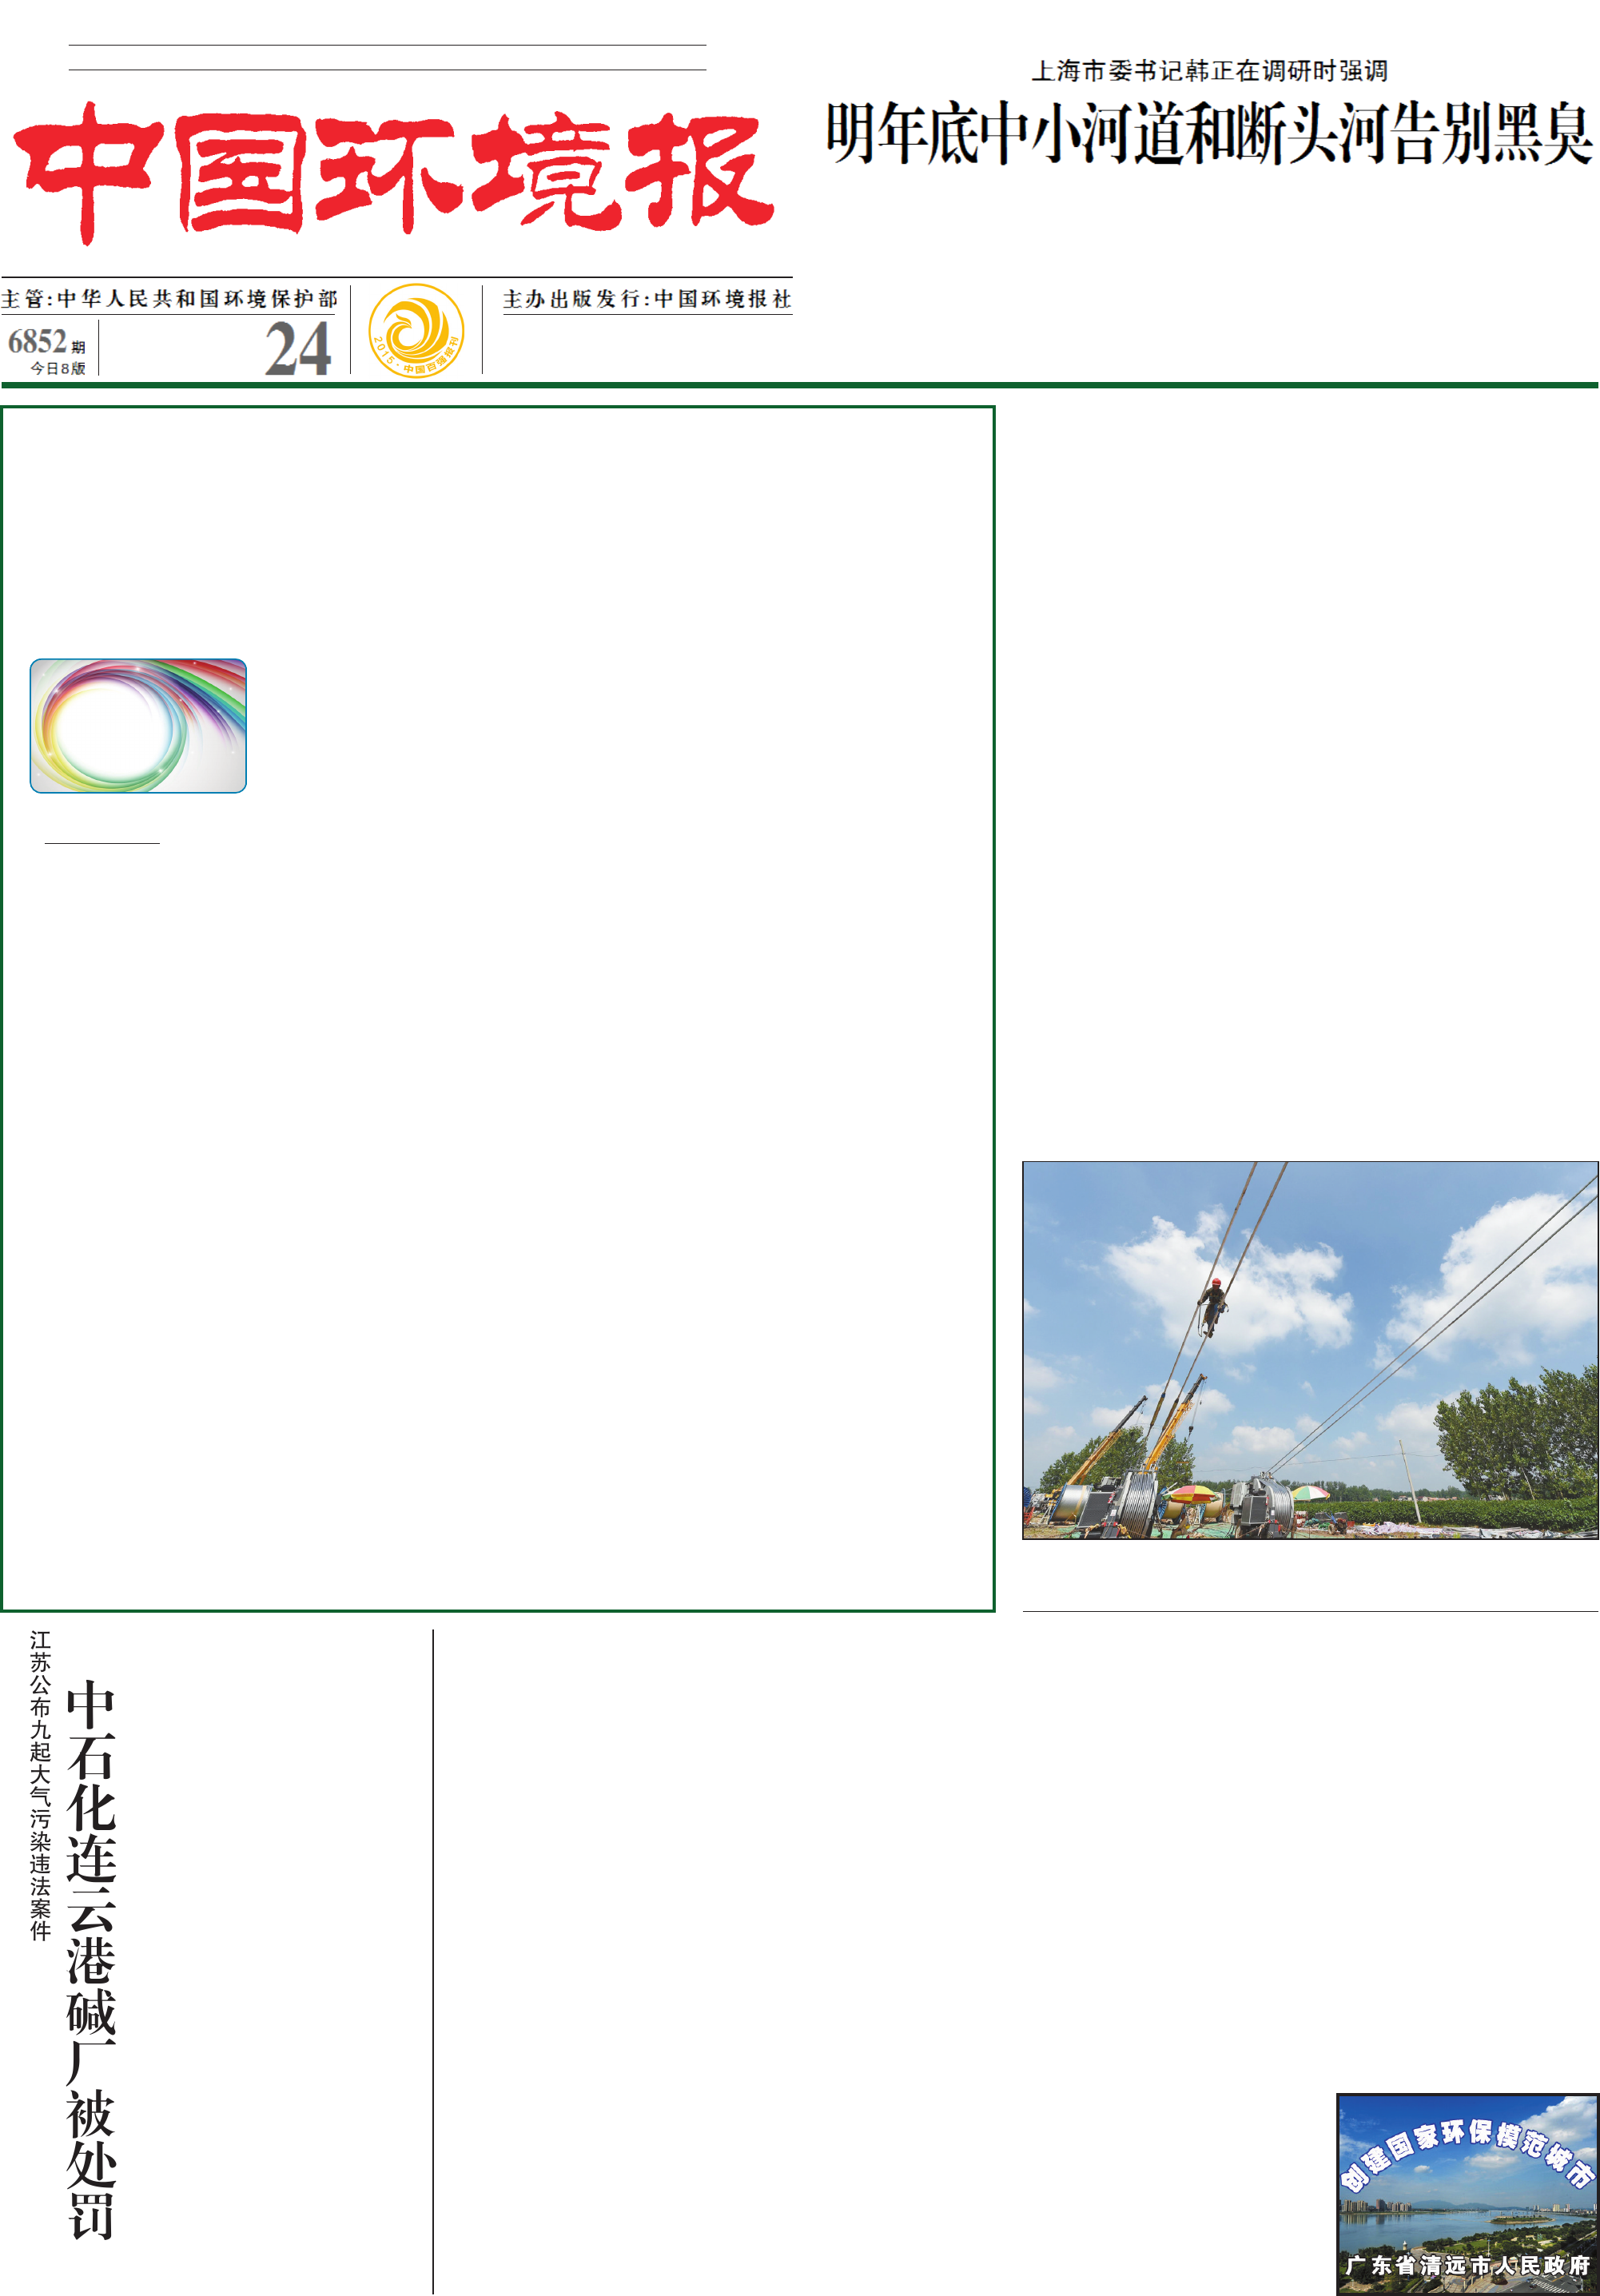 中国环境报
上海市委书记韩正在调研时强调
明年底中小河道和断头河告别黑臭
主管:中华人民共和国环境保护部
6852期
今日8版
24
2015·中国百强报刊
主办出版发行:中国环境报社
江苏公布九起大气污染违法案件
中石化连云港碱厂被处罚
创建国家环保模范城市
广东省清远市人民政府